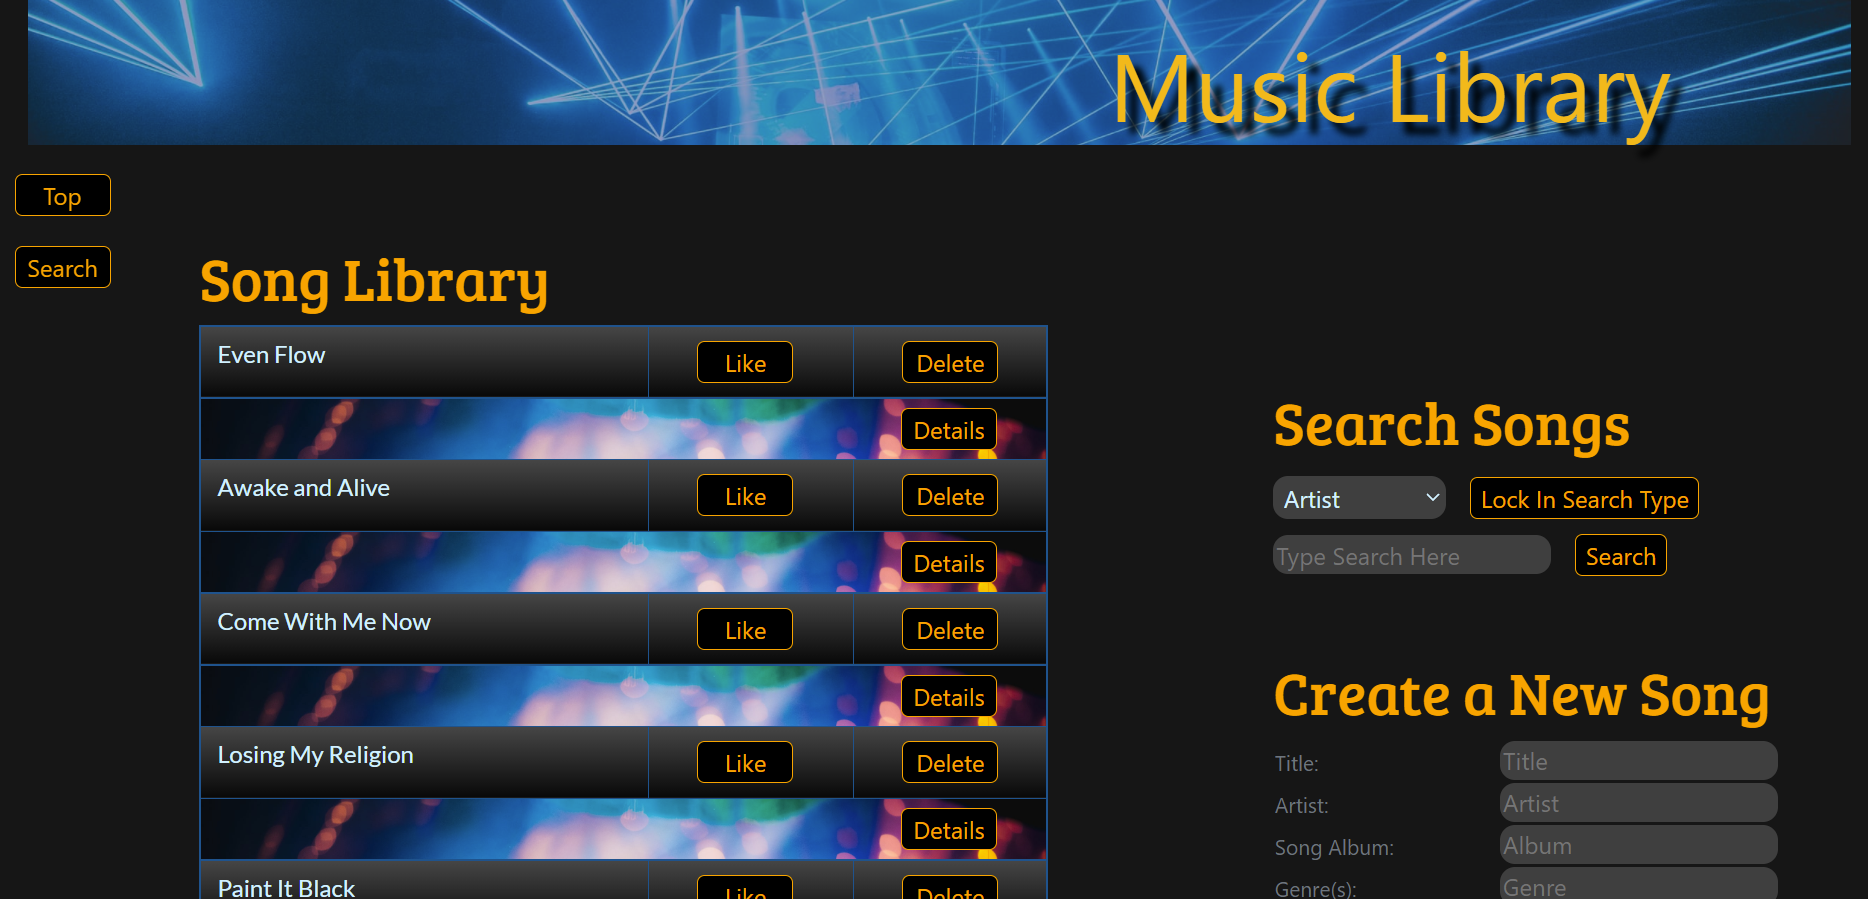 Music Library
Top
Search
Song Library
Even Flow Like Delete
Details
Awake and Alive Like Delete
Details
Come With Me Now Like Delete
Details
Losing My Religion Like Delete
Details
Paint It Black Like Delete
Search Songs
Artist Lock In Search Type
Type Search Here Search
Create a New Song
Title: Title
Artist: Artist
Song Album: Album
Genre(s): Genre